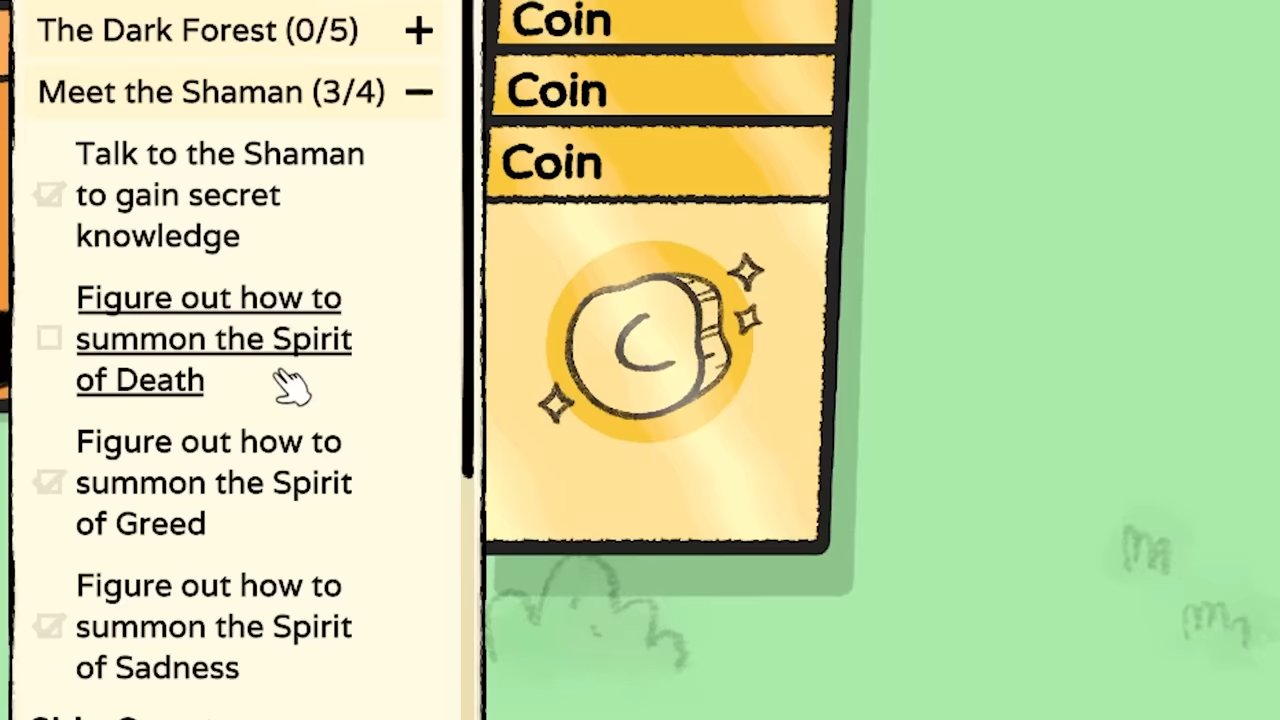 The Dark Forest (0/5) +
Meet the Shaman (3/4) −
Talk to the Shaman
to gain secret
knowledge
Figure out how to
summon the Spirit
of Death
Figure out how to
summon the Spirit
of Greed
Figure out how to
summon the Spirit
of Sadness
Coin
Coin
Coin
C